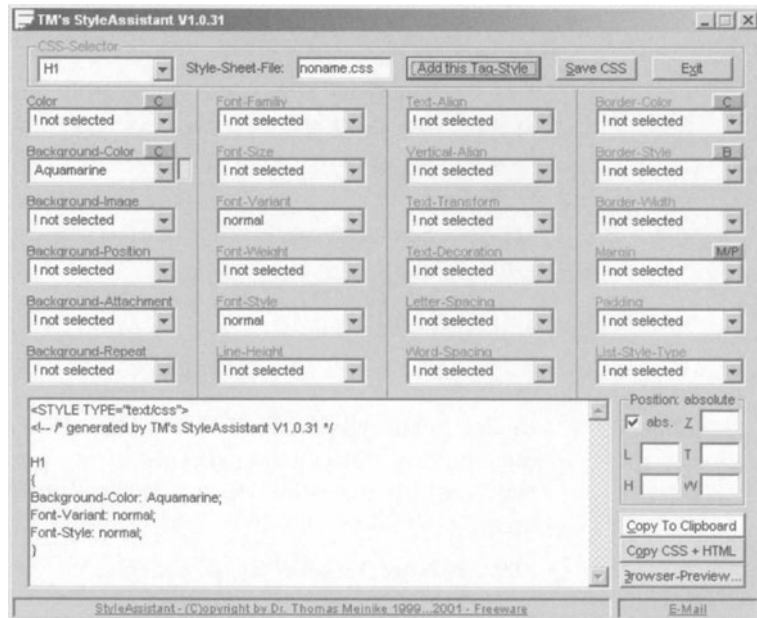 TM's StyleAssistant V1.0.31
CSS-Selector
H1 Style-Sheet-File: noname.css Add this Tag-Style Save CSS Exit
Color C Font-Familiy Text-Align Border-Color C
! not selected ! not selected ! not selected ! not selected
Background-Color C Font-Size Vertical-Align Border-Style B
Aquamarine ! not selected ! not selected ! not selected
Background-Image Font-Variant Text-Transform Border-Width
! not selected normal ! not selected ! not selected
Background-Position Font-Weight Text-Decoration Margin M/P
! not selected ! not selected ! not selected ! not selected
Background-Attachment Font-Style Letter-Spacing Padding
! not selected normal ! not selected ! not selected
Background-Repeat Line-Height Word-Spacing List-Style-Type
! not selected ! not selected ! not selected ! not selected
<STYLE TYPE="text/css">
<!-- /* generated by TM's StyleAssistant V1.0.31 */
H1
{
Background-Color: Aquamarine;
Font-Variant: normal;
Font-Style: normal;
}
Position: absolute
abs. Z
L T
H W
Copy To Clipboard
Copy CSS + HTML
Browser-Preview...
StyleAssistant - (C)opyright by Dr. Thomas Meinike 1999...2001 - Freeware E-Mail